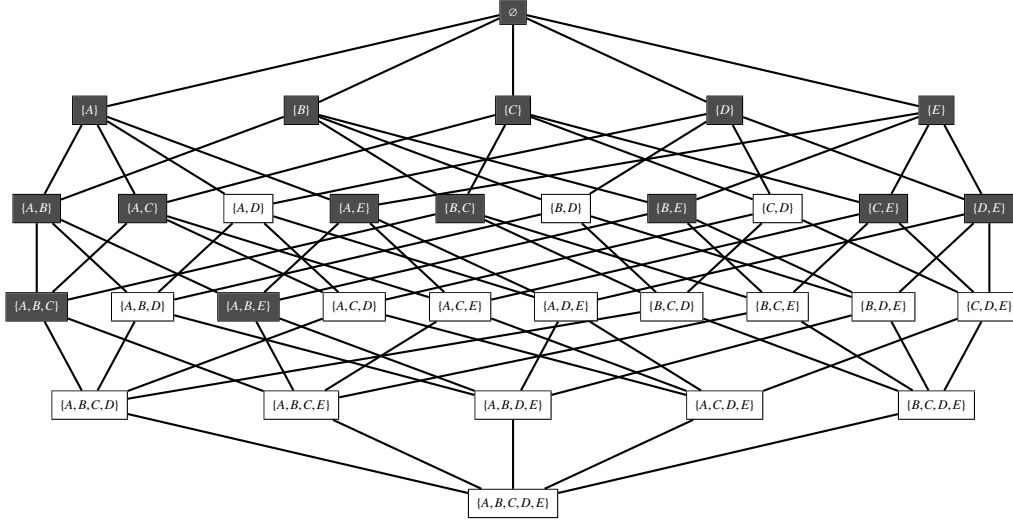 ∅
{A} {B} {C} {D} {E}
{A,B} {A,C} {A,D} {A,E} {B,C} {B,D} {B,E} {C,D} {C,E} {D,E}
{A,B,C} {A,B,D} {A,B,E} {A,C,D} {A,C,E} {A,D,E} {B,C,D} {B,C,E} {B,D,E} {C,D,E}
{A,B,C,D} {A,B,C,E} {A,B,D,E} {A,C,D,E} {B,C,D,E}
{A,B,C,D,E}